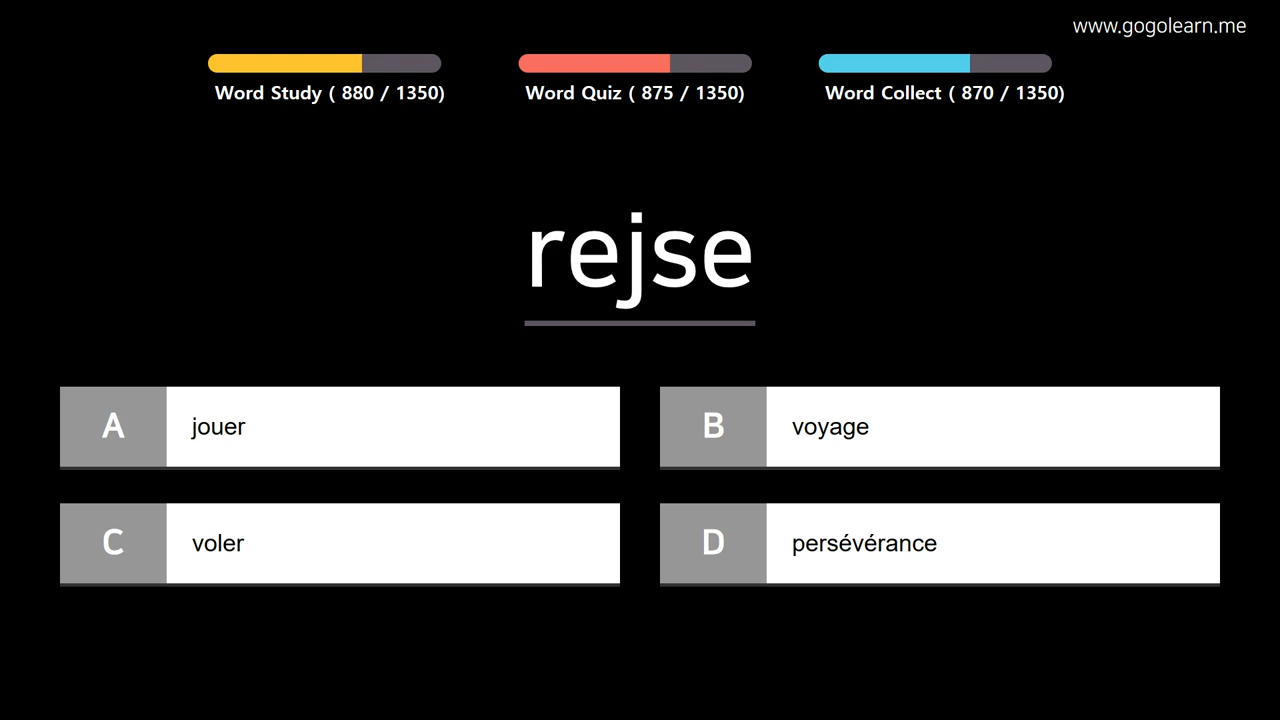 www.gogolearn.me
Word Study ( 880 / 1350)
Word Quiz ( 875 / 1350)
Word Collect ( 870 / 1350)
rejse
A jouer
B voyage
C voler
D persévérance